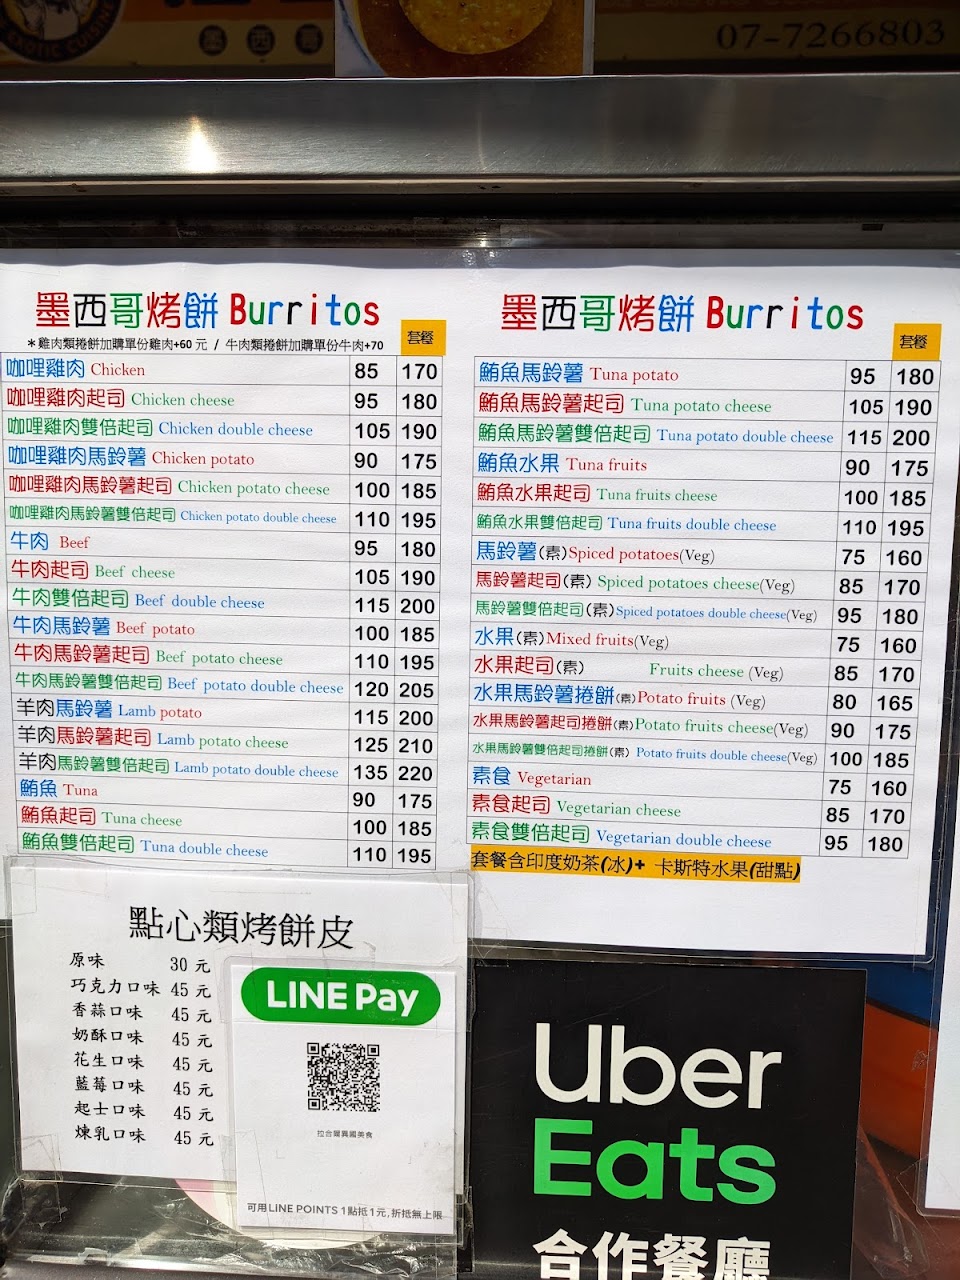 EXOTIC CUISINE
墨西哥
07-7266803
墨西哥烤餅 Burritos
*雞肉類捲餅加購單份雞肉+60 元 / 牛肉類捲餅加購單份牛肉+70
套餐
咖哩雞肉 Chicken 85 170
咖哩雞肉起司 Chicken cheese 95 180
咖哩雞肉雙倍起司 Chicken double cheese 105 190
咖哩雞肉馬鈴薯 Chicken potato 90 175
咖哩雞肉馬鈴薯起司 Chicken potato cheese 100 185
咖哩雞肉馬鈴薯雙倍起司 Chicken potato double cheese 110 195
牛肉 Beef 95 180
牛肉起司 Beef cheese 105 190
牛肉雙倍起司 Beef double cheese 115 200
牛肉馬鈴薯 Beef potato 100 185
牛肉馬鈴薯起司 Beef potato cheese 110 195
牛肉馬鈴薯雙倍起司 Beef potato double cheese 120 205
羊肉馬鈴薯 Lamb potato 115 200
羊肉馬鈴薯起司 Lamb potato cheese 125 210
羊肉馬鈴薯雙倍起司 Lamb potato double cheese 135 220
鮪魚 Tuna 90 175
鮪魚起司 Tuna cheese 100 185
鮪魚雙倍起司 Tuna double cheese 110 195
墨西哥烤餅 Burritos
套餐
鮪魚馬鈴薯 Tuna potato 95 180
鮪魚馬鈴薯起司 Tuna potato cheese 105 190
鮪魚馬鈴薯雙倍起司 Tuna potato double cheese 115 200
鮪魚水果 Tuna fruits 90 175
鮪魚水果起司 Tuna fruits cheese 100 185
鮪魚水果雙倍起司 Tuna fruits double cheese 110 195
馬鈴薯(素)Spiced potatoes(Veg) 75 160
馬鈴薯起司(素) Spiced potatoes cheese(Veg) 85 170
馬鈴薯雙倍起司(素)Spiced potatoes double cheese(Veg) 95 180
水果(素)Mixed fruits(Veg) 75 160
水果起司(素) Fruits cheese (Veg) 85 170
水果馬鈴薯捲餅(素)Potato fruits (Veg) 80 165
水果馬鈴薯起司捲餅(素)Potato fruits cheese(Veg) 90 175
水果馬鈴薯雙倍起司捲餅(素) Potato fruits double cheese(Veg) 100 185
素食 Vegetarian 75 160
素食起司 Vegetarian cheese 85 170
素食雙倍起司 Vegetarian double cheese 95 180
套餐含印度奶茶(冰)+ 卡斯特水果(甜點)
點心類烤餅皮
原味 30 元
巧克力口味 45 元
香蒜口味 45 元
奶酥口味 45 元
花生口味 45 元
藍莓口味 45 元
起士口味 45 元
煉乳口味 45 元
LINE Pay
拉合爾異國美食
可用 LINE POINTS 1點抵1元,折抵無上限
Uber
Eats
合作餐廳